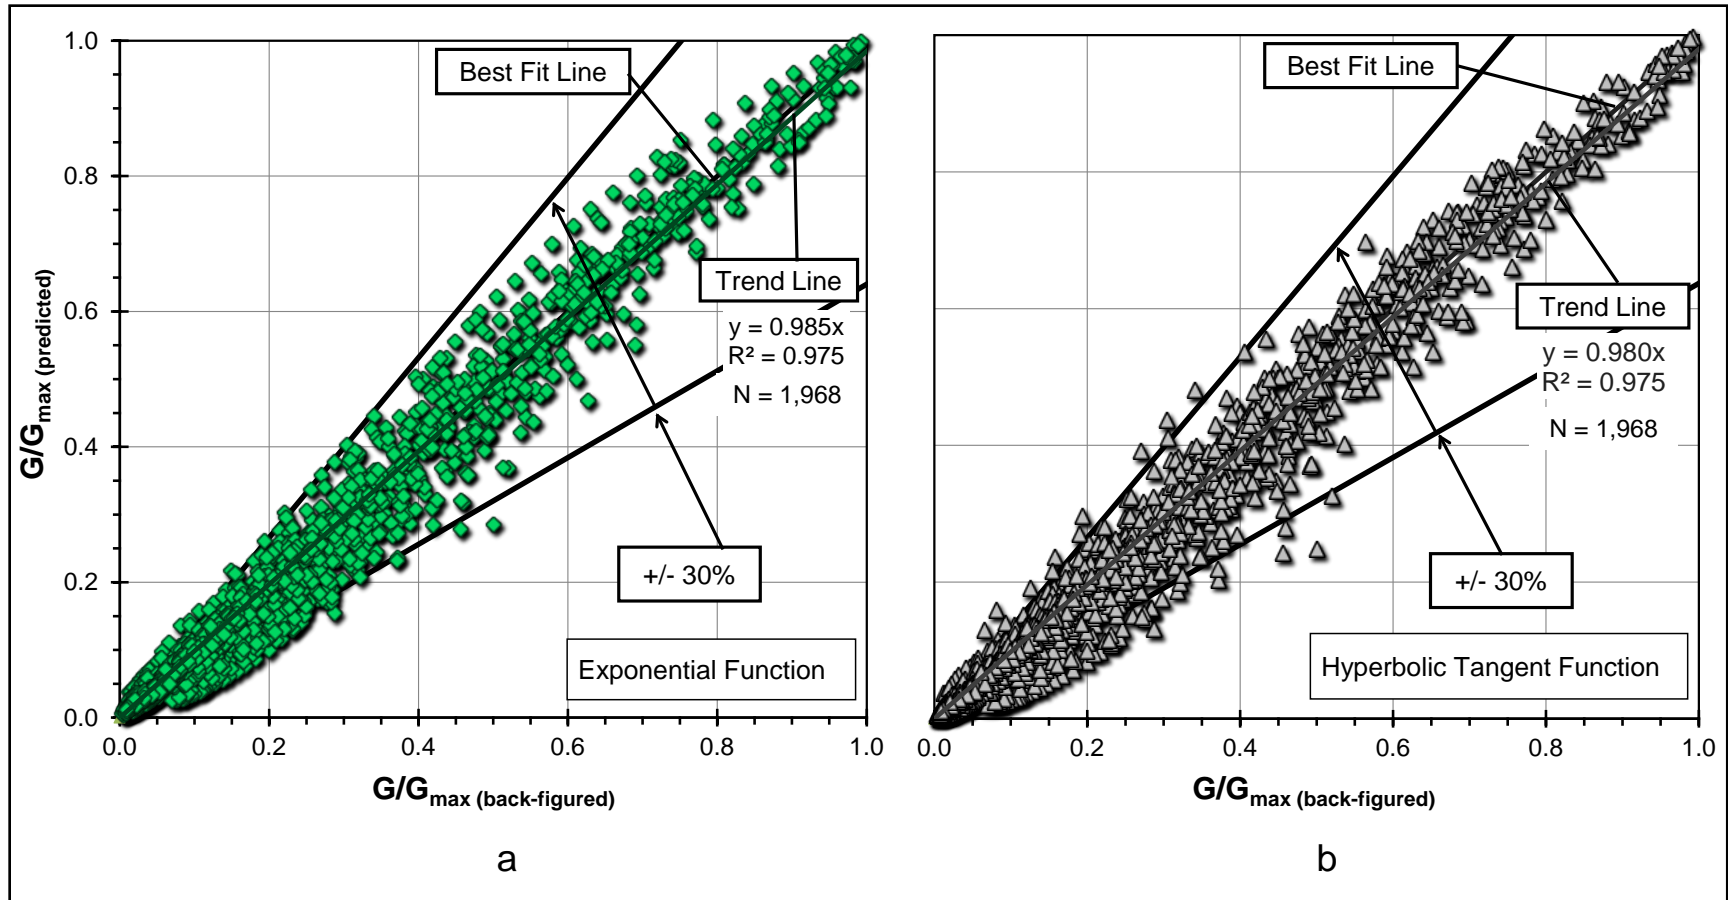 1.0
0.8
0.6
0.4
0.2
0.0
G/Gmax (predicted)
Best Fit Line
Trend Line
y = 0.985x
R² = 0.975
N = 1,968
+/- 30%
Exponential Function
0.0 0.2 0.4 0.6 0.8 1.0
G/Gmax (back-figured)
a
Best Fit Line
Trend Line
y = 0.980x
R² = 0.975
N = 1,968
+/- 30%
Hyperbolic Tangent Function
0.0 0.2 0.4 0.6 0.8 1.0
G/Gmax (back-figured)
b